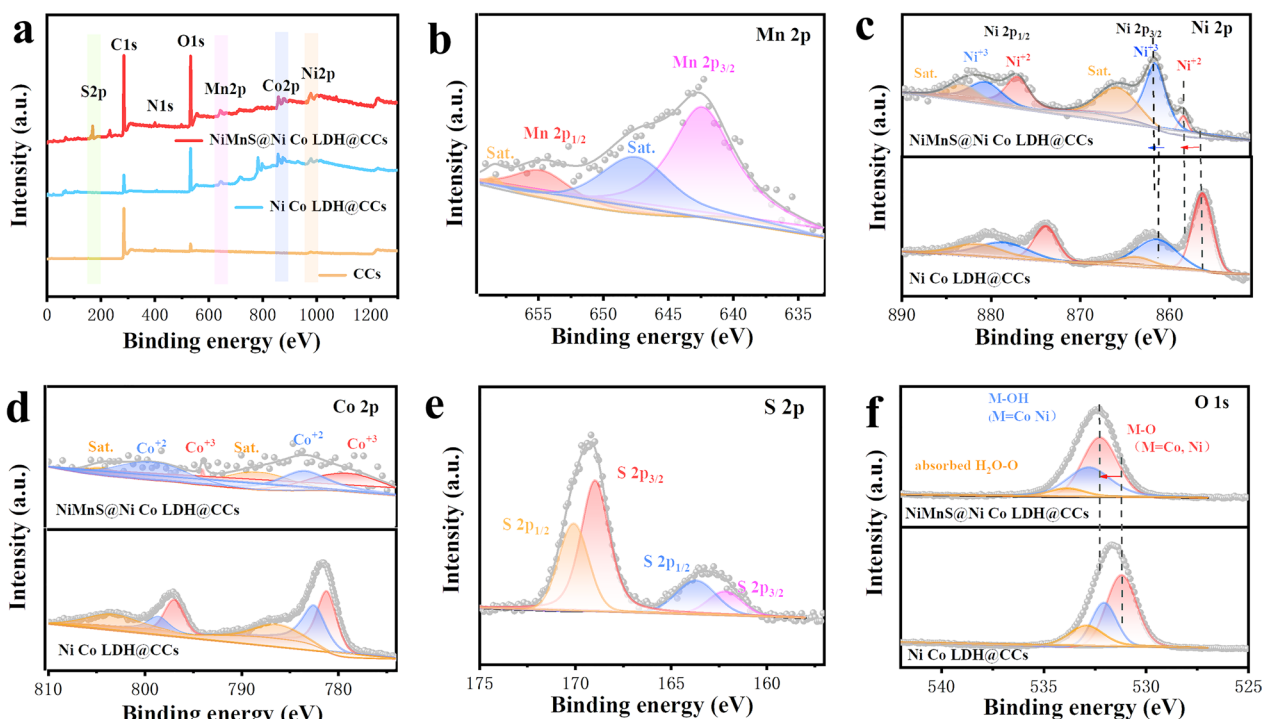 a
C1s
O1s
S2p
N1s
Mn2p
Co2p
Ni2p
NiMnS@Ni Co LDH@CCs
Ni Co LDH@CCs
CCs
0 200 400 600 800 1000 1200
Binding energy (eV)
Intensity (a.u.)
b
Mn 2p
Mn 2p3/2
Mn 2p1/2
Sat.
Sat.
655 650 645 640 635
Binding energy (eV)
Intensity (a.u.)
c
Ni 2p1/2
Ni 2p3/2
Ni 2p
Sat.
Ni+3
Ni+2
Sat.
Ni+3
Ni+2
NiMnS@Ni Co LDH@CCs
Ni Co LDH@CCs
890 880 870 860
Binding energy (eV)
Intensity (a.u.)
d
Co 2p
Sat.
Co+2
Co+3
Sat.
Co+2
Co+3
NiMnS@Ni Co LDH@CCs
Ni Co LDH@CCs
810 800 790 780
Binding energy (eV)
Intensity (a.u.)
e
S 2p
S 2p3/2
S 2p1/2
S 2p1/2
S 2p3/2
175 170 165 160
Binding energy (eV)
Intensity (a.u.)
f
M-OH
(M=Co Ni)
O 1s
M-O
(M=Co, Ni)
absorbed H2O-O
NiMnS@Ni Co LDH@CCs
Ni Co LDH@CCs
540 535 530 525
Binding energy (eV)
Intensity (a.u.)